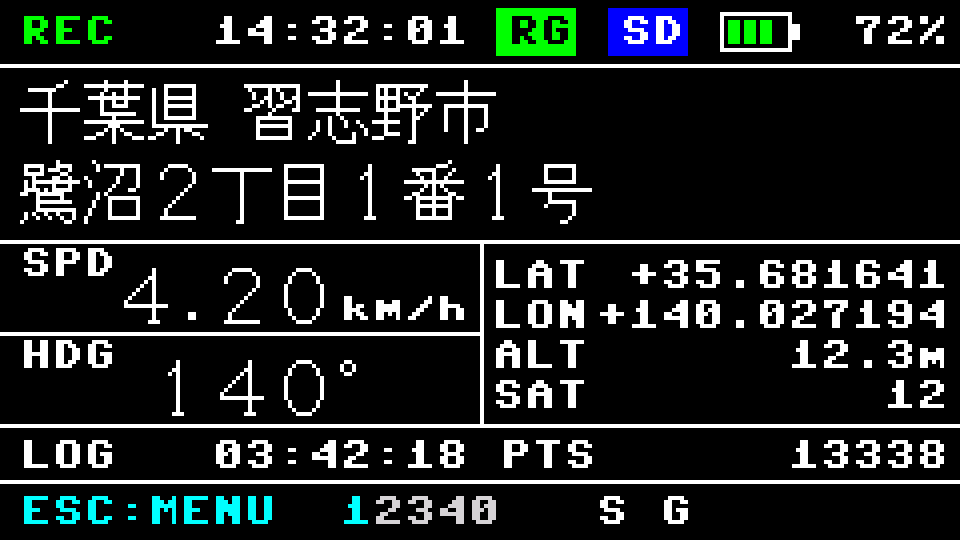 REC 14:32:01 RG SD 72%
千葉県 習志野市
鷺沼2丁目1番1号
SPD 4.20km/h
HDG 140°
LAT +35.681641
LON+140.027194
ALT 12.3m
SAT 12
LOG 03:42:18 PTS 13338
ESC:MENU 12340 S G